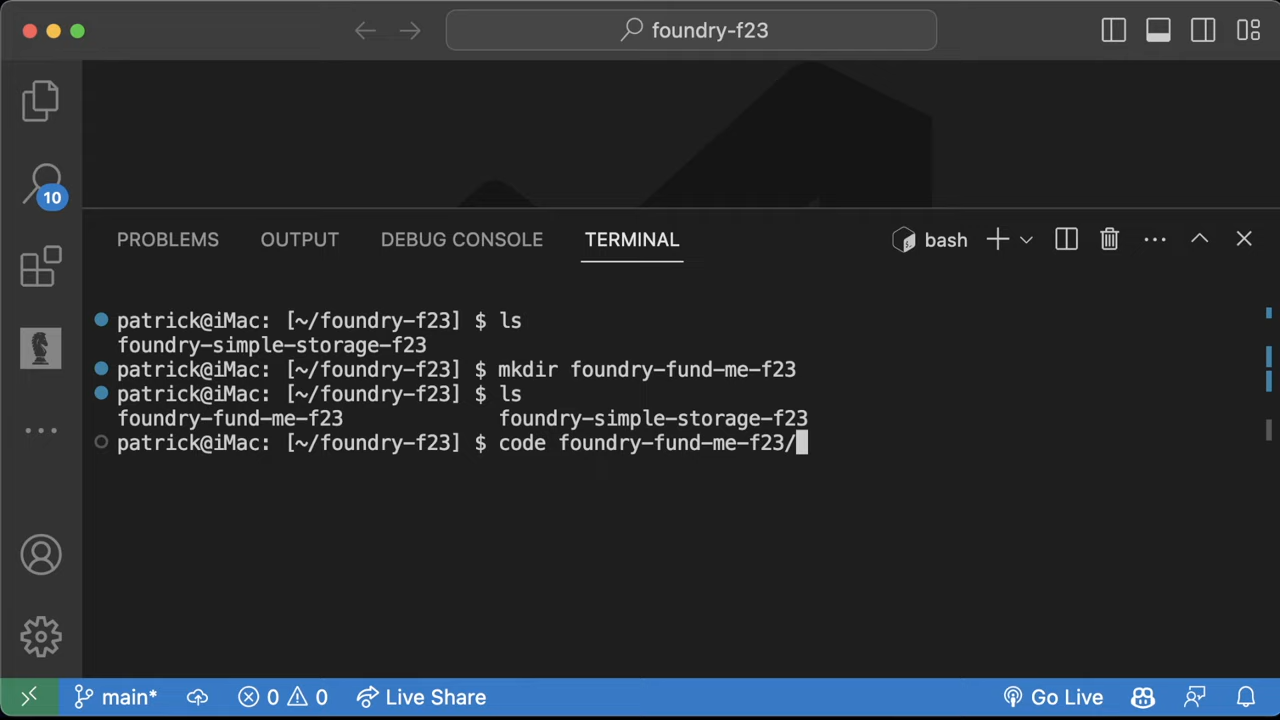 foundry-f23
10
PROBLEMS OUTPUT DEBUG CONSOLE TERMINAL bash
patrick@iMac: [~/foundry-f23] $ ls
foundry-simple-storage-f23
patrick@iMac: [~/foundry-f23] $ mkdir foundry-fund-me-f23
patrick@iMac: [~/foundry-f23] $ ls
foundry-fund-me-f23 foundry-simple-storage-f23
patrick@iMac: [~/foundry-f23] $ code foundry-fund-me-f23/
main* 0 0 Live Share Go Live